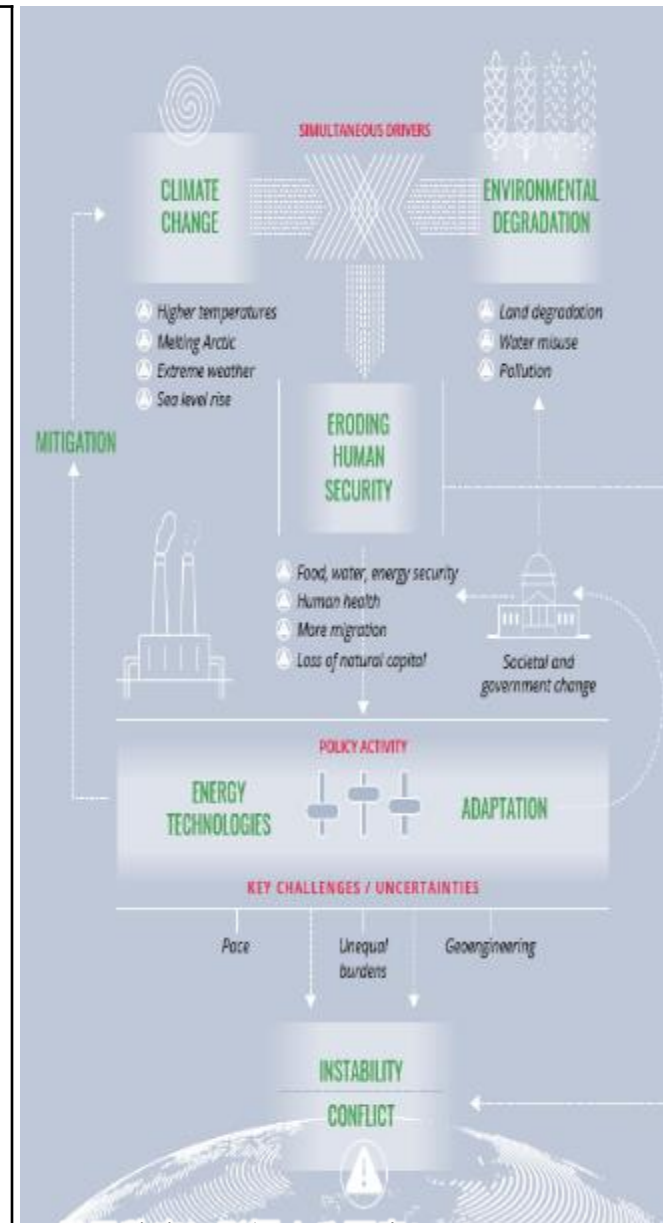 SIMULTANEOUS DRIVERS
CLIMATE
CHANGE
ENVIRONMENTAL
DEGRADATION
Higher temperatures
Melting Arctic
Extreme weather
Sea level rise
Land degradation
Water misuse
Pollution
MITIGATION
ERODING
HUMAN
SECURITY
Food, water, energy security
Human health
More migration
Loss of natural capital
Societal and
government change
POLICY ACTIVITY
ENERGY
TECHNOLOGIES
ADAPTATION
KEY CHALLENGES / UNCERTAINTIES
Pace
Unequal
burdens
Geoengineering
INSTABILITY
CONFLICT